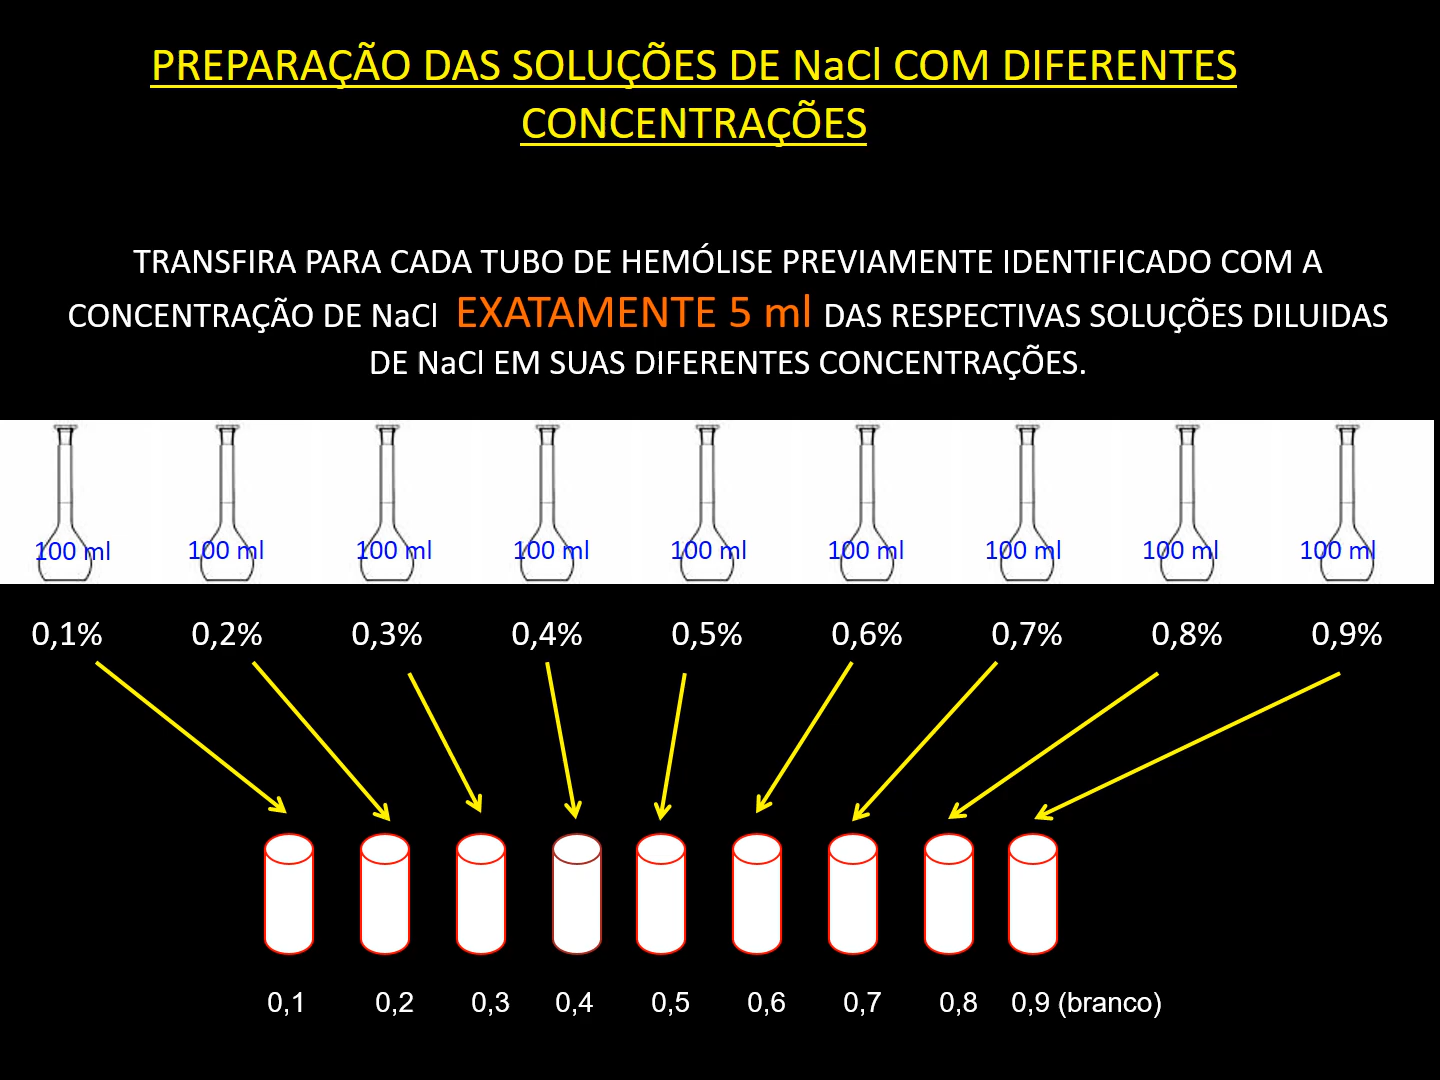 PREPARAÇÃO DAS SOLUÇÕES DE NaCl COM DIFERENTES
CONCENTRAÇÕES
TRANSFIRA PARA CADA TUBO DE HEMÓLISE PREVIAMENTE IDENTIFICADO COM A
CONCENTRAÇÃO DE NaCl EXATAMENTE 5 ml DAS RESPECTIVAS SOLUÇÕES DILUIDAS
DE NaCl EM SUAS DIFERENTES CONCENTRAÇÕES.
100 ml 100 ml 100 ml 100 ml 100 ml 100 ml 100 ml 100 ml 100 ml
0,1% 0,2% 0,3% 0,4% 0,5% 0,6% 0,7% 0,8% 0,9%
0,1 0,2 0,3 0,4 0,5 0,6 0,7 0,8 0,9 (branco)